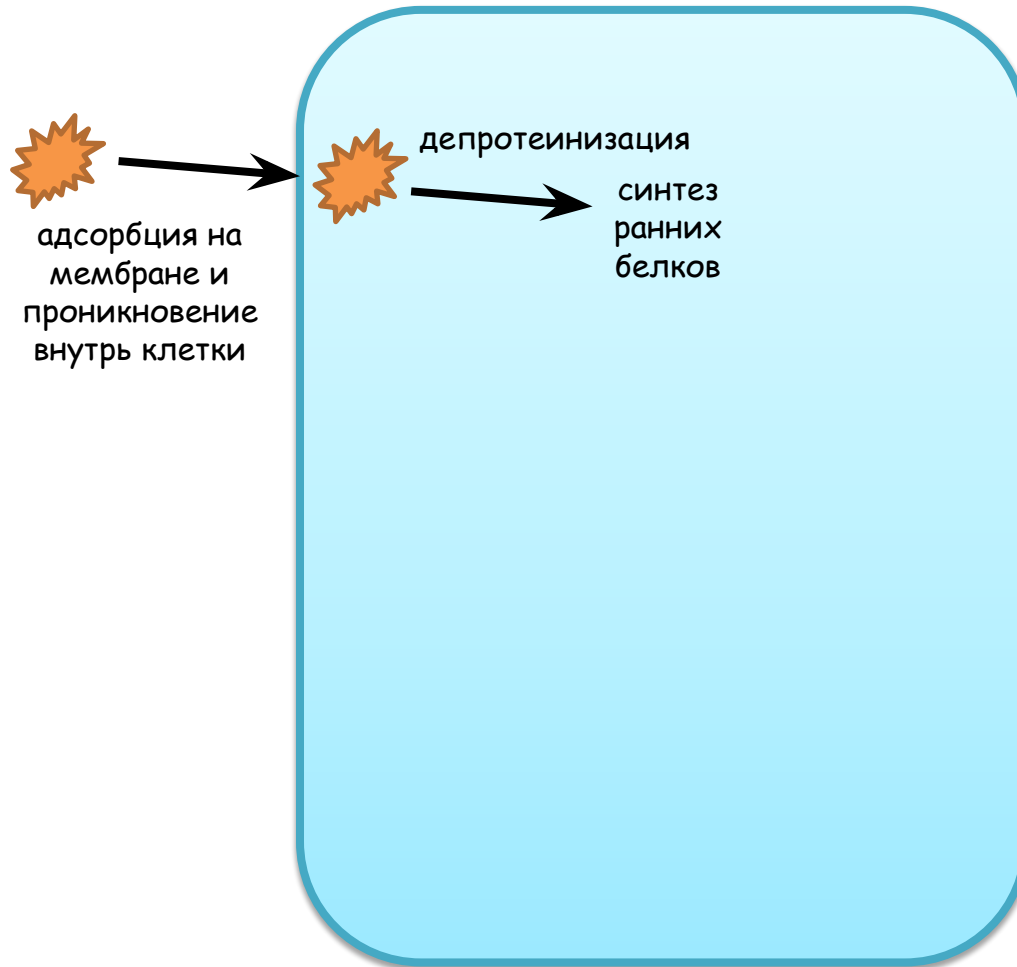 адсорбция на
мембране и
проникновение
внутрь клетки
депротеинизация
синтез
ранних
белков